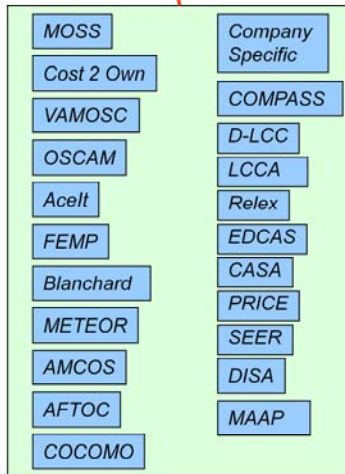 MOSS
Cost 2 Own
VAMOSC
OSCAM
AceIt
FEMP
Blanchard
METEOR
AMCOS
AFTOC
COCOMO
Company
Specific
COMPASS
D-LCC
LCCA
Relex
EDCAS
CASA
PRICE
SEER
DISA
MAAP